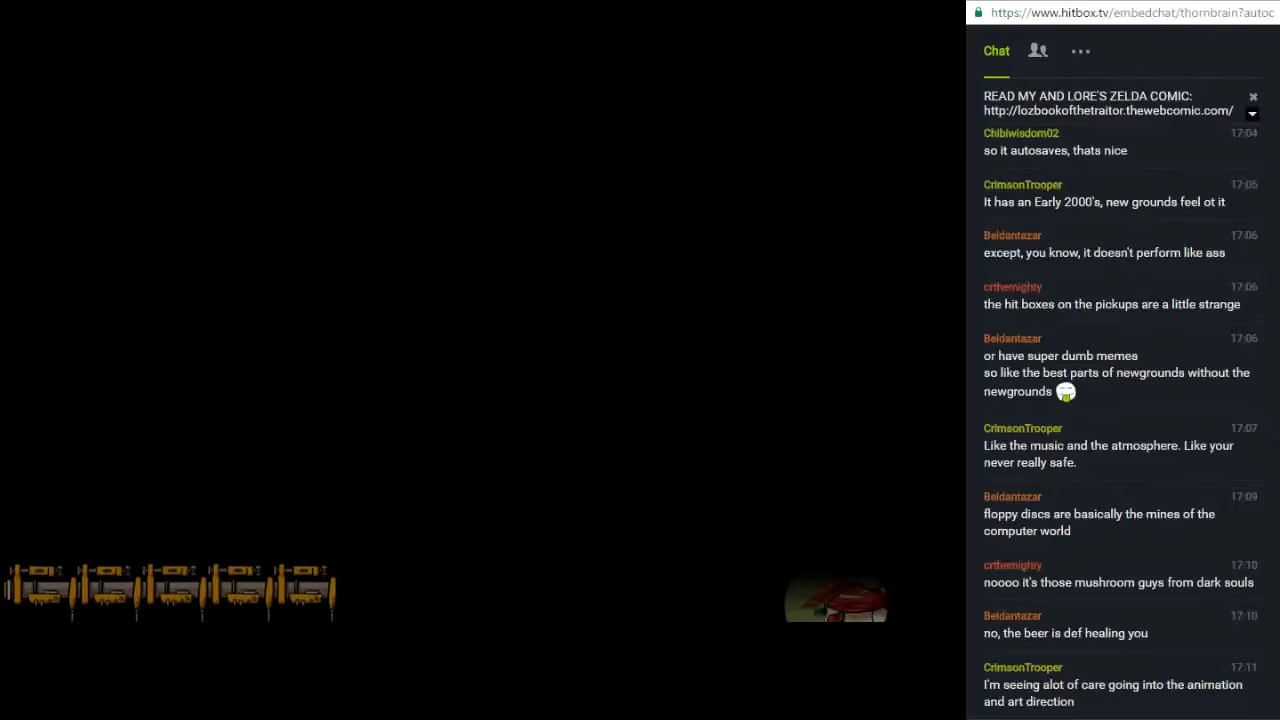 https://www.hitbox.tv/embedchat/thornbrain?autoc
Chat
READ MY AND LORE'S ZELDA COMIC:
http://lozbookofthetraitor.thewebcomic.com/
Chibiwisdom02 17:04
so it autosaves, thats nice
CrimsonTrooper 17:05
It has an Early 2000's, new grounds feel ot it
Beldantazar 17:06
except, you know, it doesn't perform like ass
crthemighty 17:06
the hit boxes on the pickups are a little strange
Beldantazar 17:06
or have super dumb memes
so like the best parts of newgrounds without the
newgrounds
CrimsonTrooper 17:07
Like the music and the atmosphere. Like your
never really safe.
Beldantazar 17:09
floppy discs are basically the mines of the
computer world
crthemighty 17:10
noooo it's those mushroom guys from dark souls
Beldantazar 17:10
no, the beer is def healing you
CrimsonTrooper 17:11
I'm seeing alot of care going into the animation
and art direction